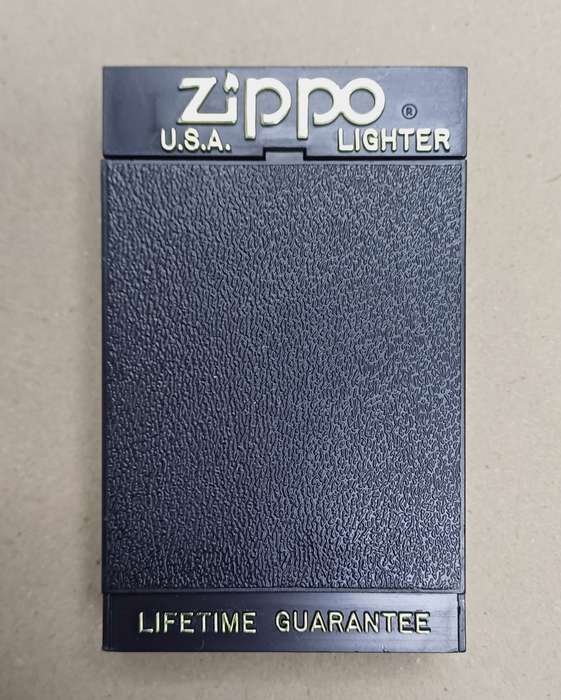 Zippo ®
U.S.A. LIGHTER
LIFETIME GUARANTEE